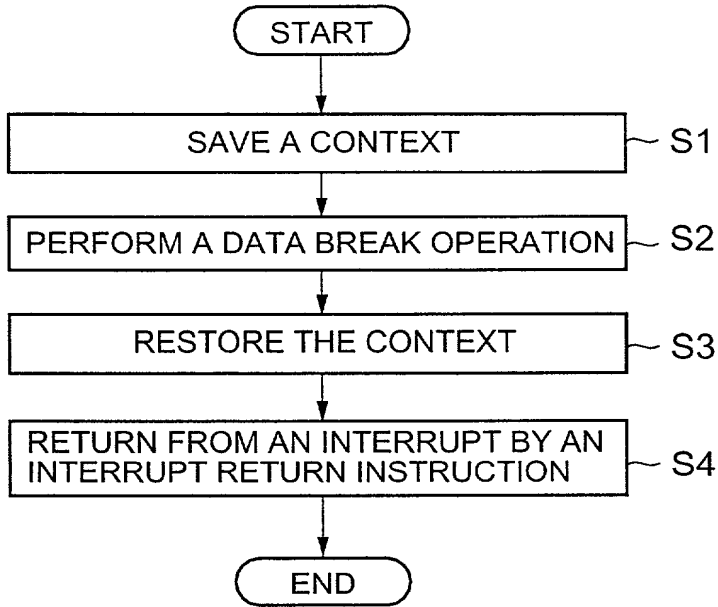 START
SAVE A CONTEXT
S1
PERFORM A DATA BREAK OPERATION
S2
RESTORE THE CONTEXT
S3
RETURN FROM AN INTERRUPT BY AN
INTERRUPT RETURN INSTRUCTION
S4
END